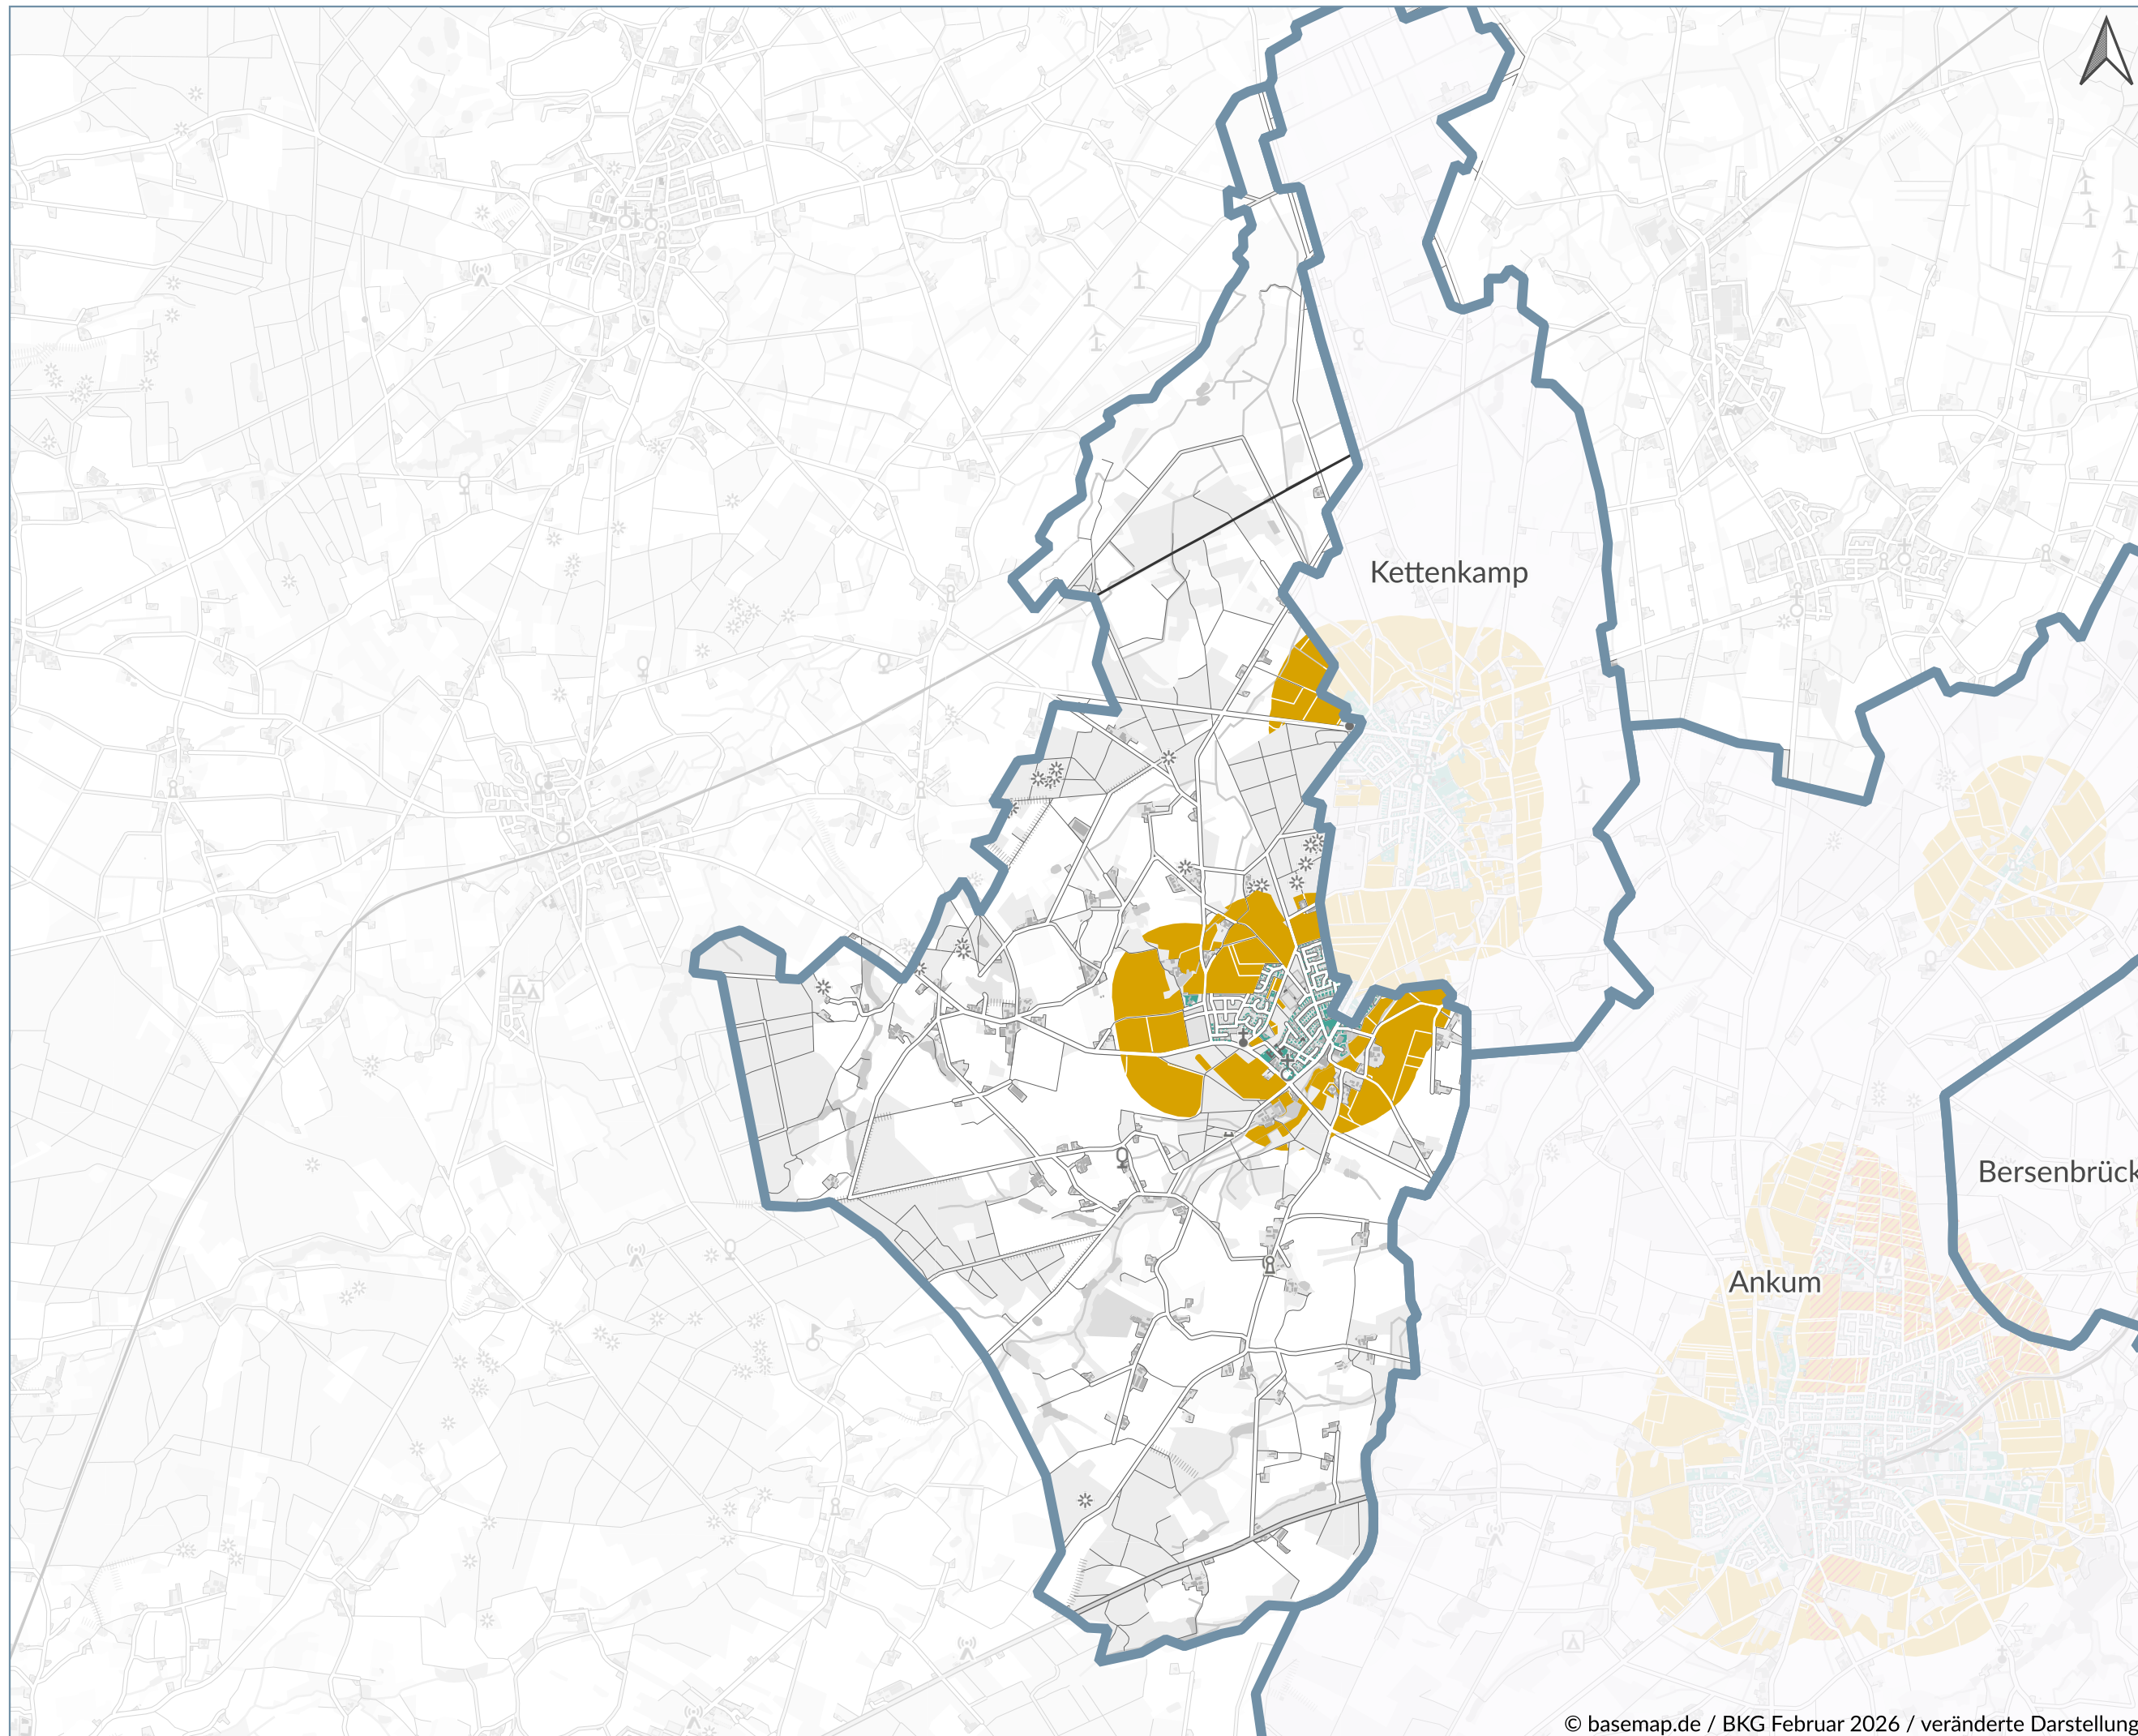 Kettenkamp
Bersenbrück
Ankum
© basemap.de / BKG Februar 2026 / veränderte Darstellung